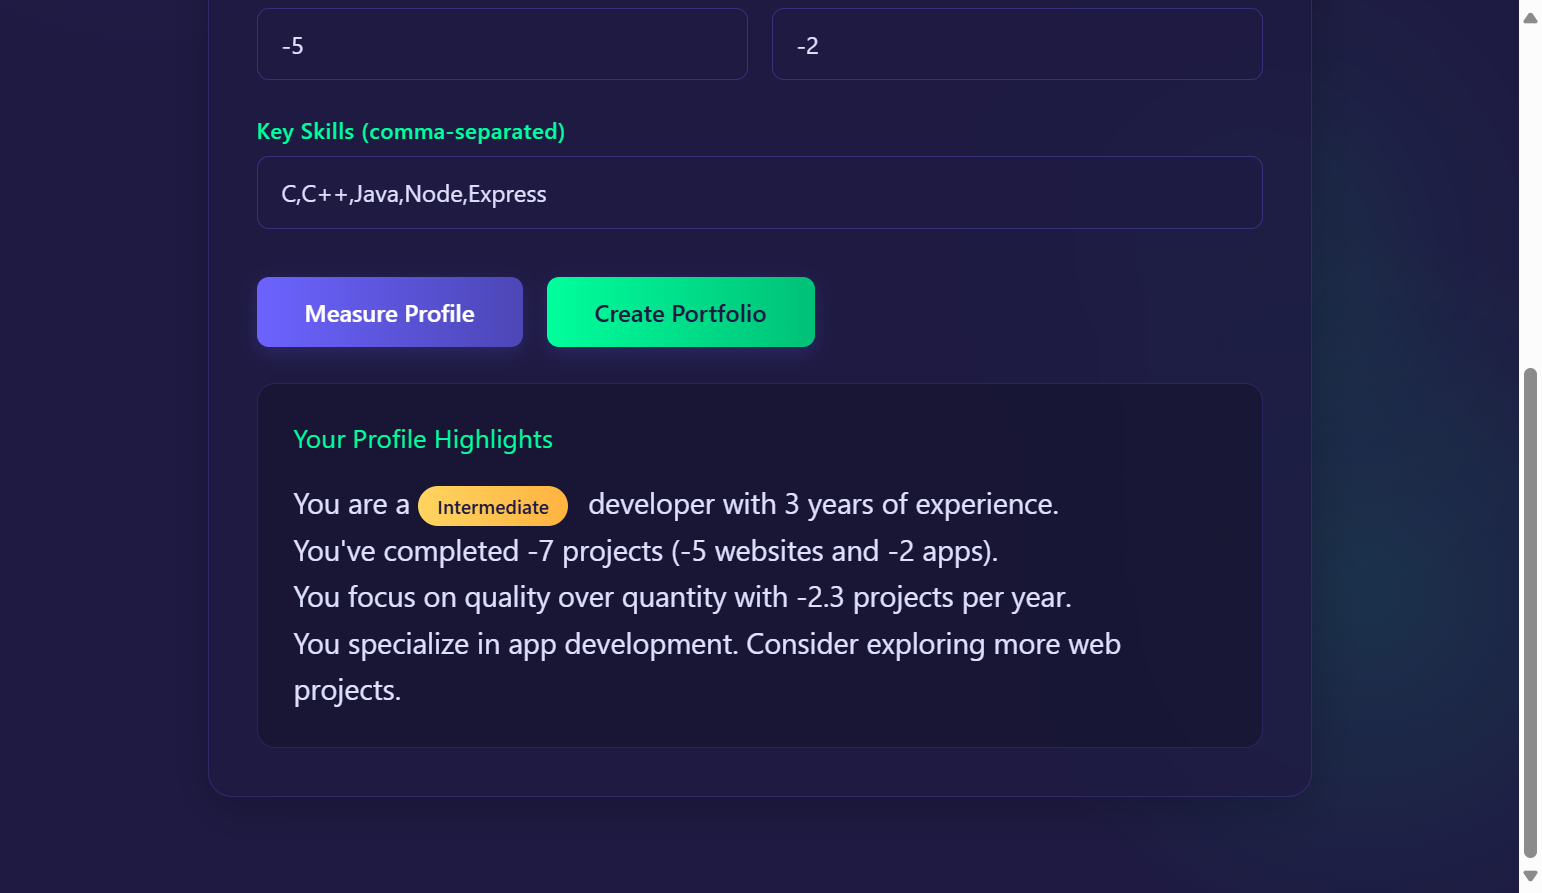 -5
-2
Key Skills (comma-separated)
C,C++,Java,Node,Express
Measure Profile
Create Portfolio
Your Profile Highlights
You are a Intermediate developer with 3 years of experience.
You've completed -7 projects (-5 websites and -2 apps).
You focus on quality over quantity with -2.3 projects per year.
You specialize in app development. Consider exploring more web
projects.